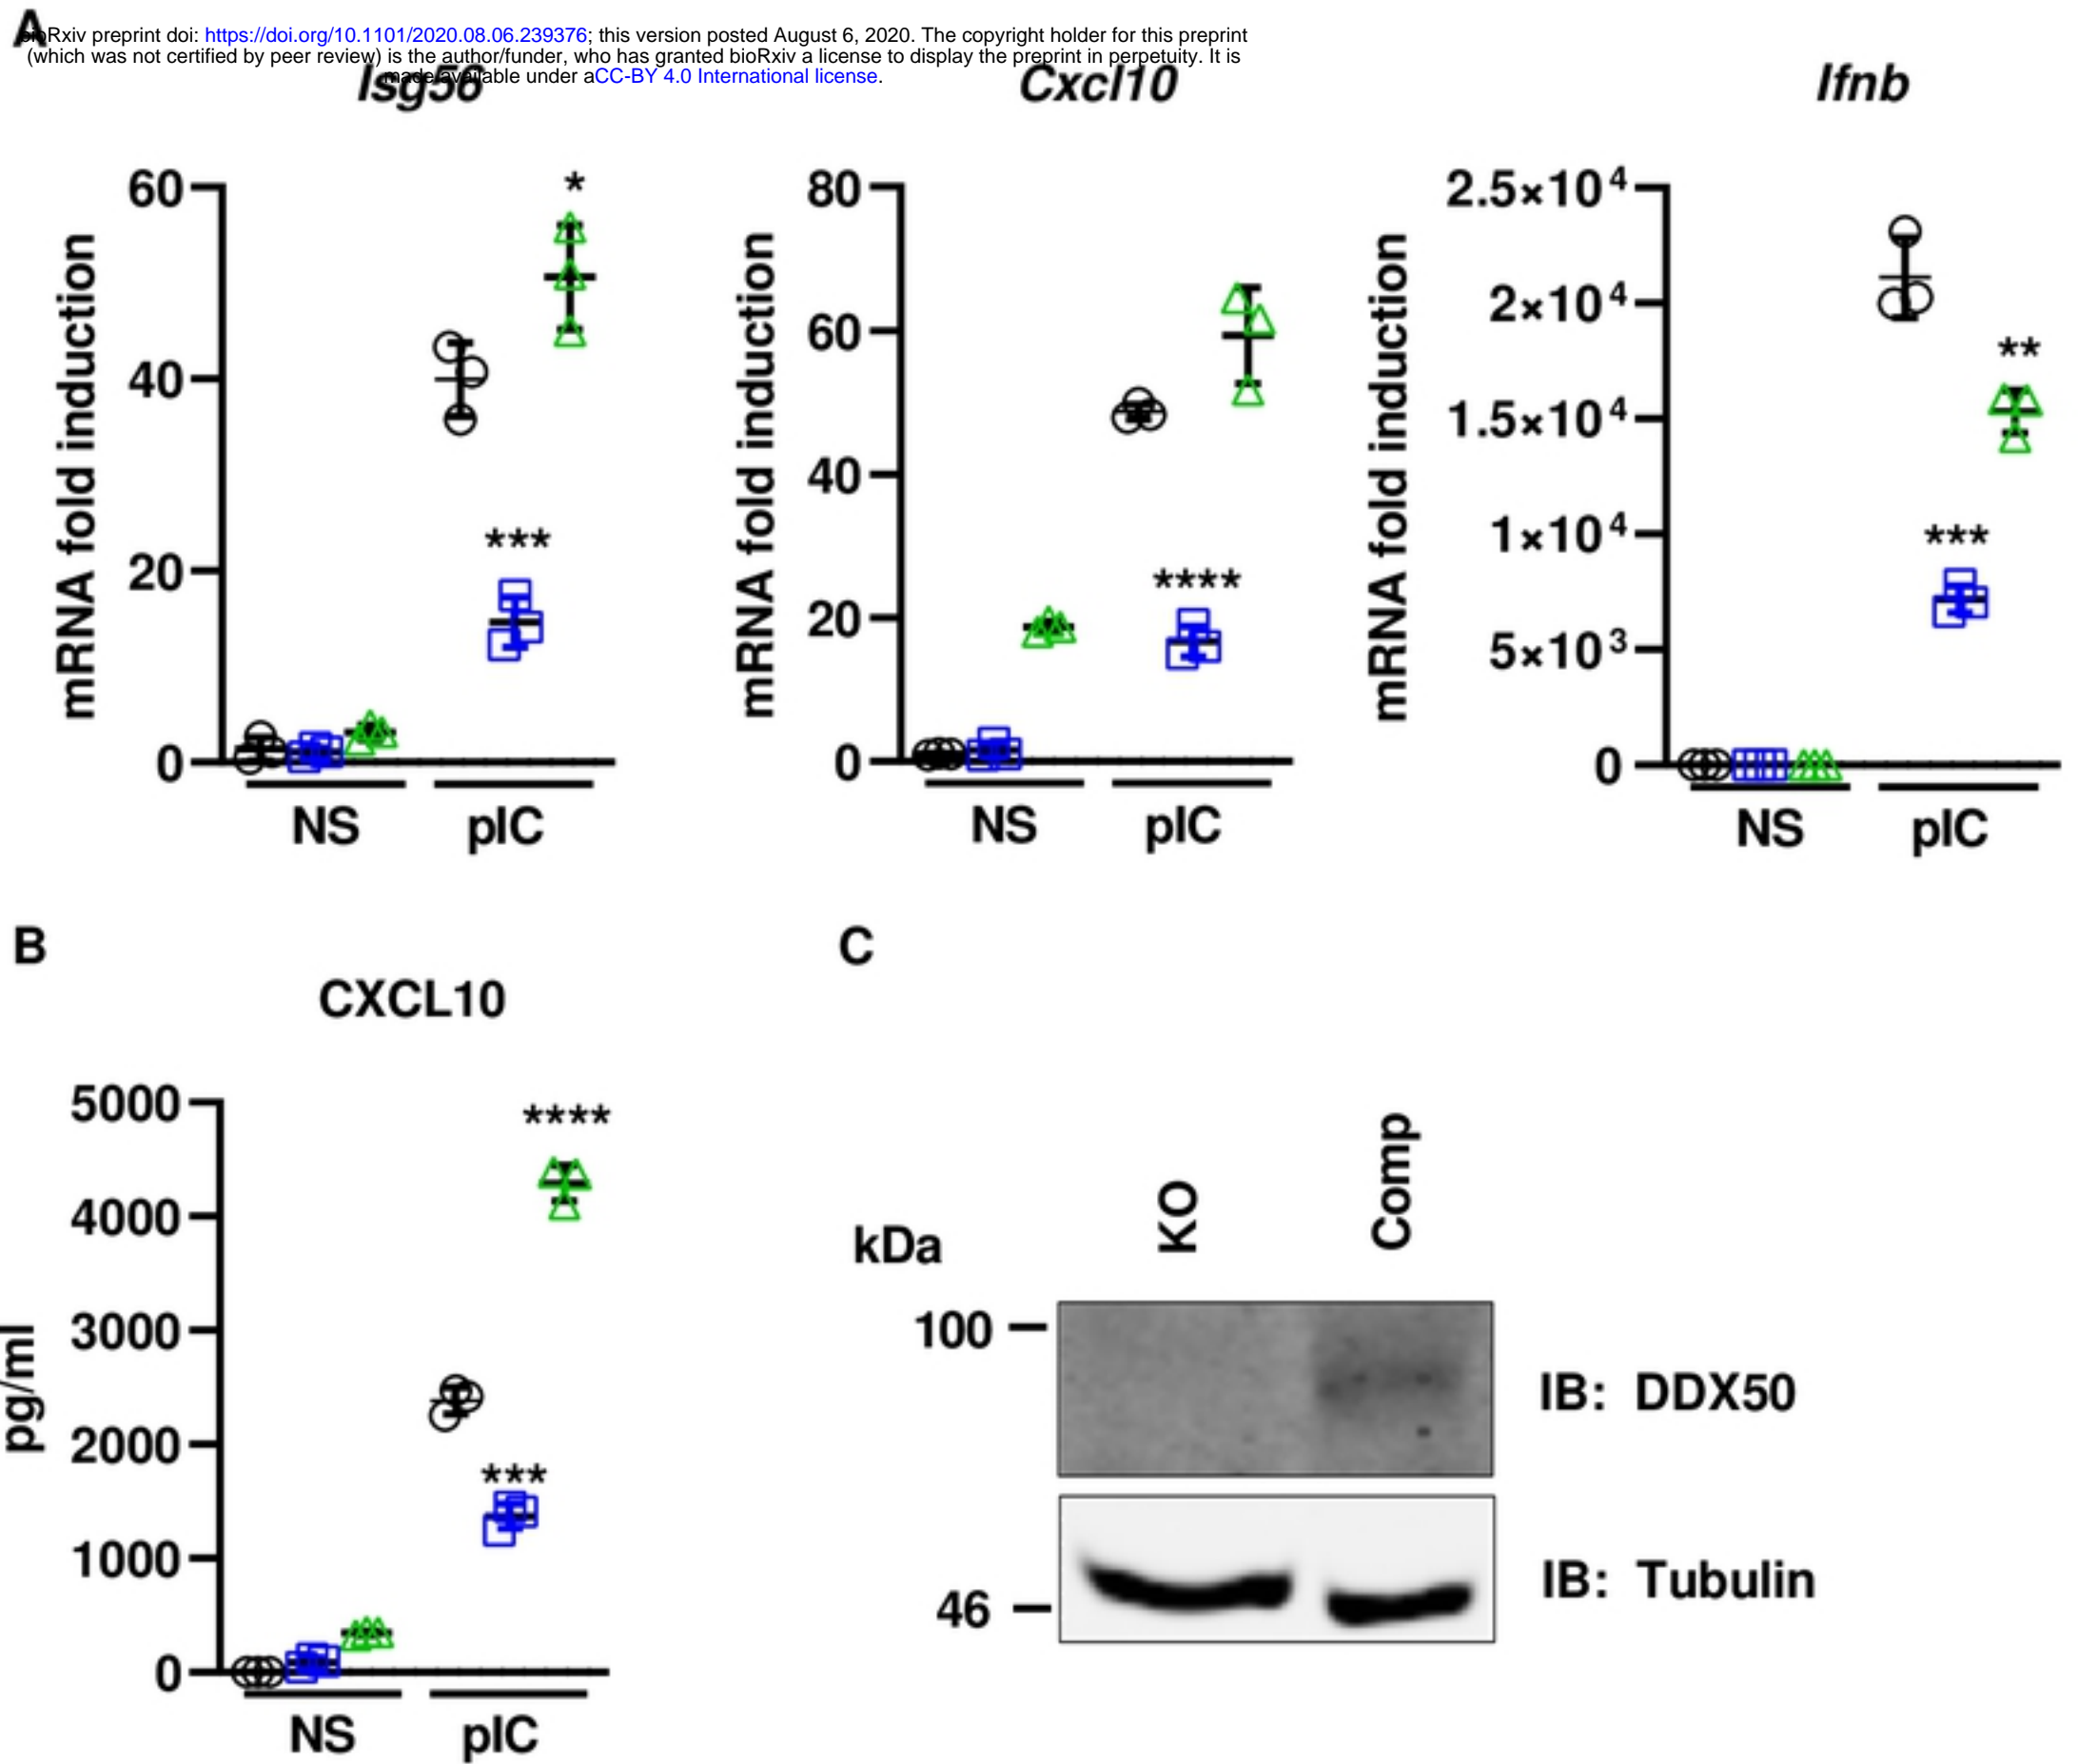 A
bioRxiv preprint doi: https://doi.org/10.1101/2020.08.06.239376; this version posted August 6, 2020. The copyright holder for this preprint
(which was not certified by peer review) is the author/funder, who has granted bioRxiv a license to display the preprint in perpetuity. It is
made available under aCC-BY 4.0 International license.
Isg56
Cxcl10
Ifnb
mRNA fold induction
60
40
20
0
*
***
NS
pIC
mRNA fold induction
80
60
40
20
0
****
NS
pIC
mRNA fold induction
2.5×10⁴
2×10⁴
1.5×10⁴
1×10⁴
5×10³
0
**
***
NS
pIC
B
CXCL10
pg/ml
5000
4000
3000
2000
1000
0
****
***
NS
pIC
C
kDa
KO
Comp
100
IB: DDX50
46
IB: Tubulin